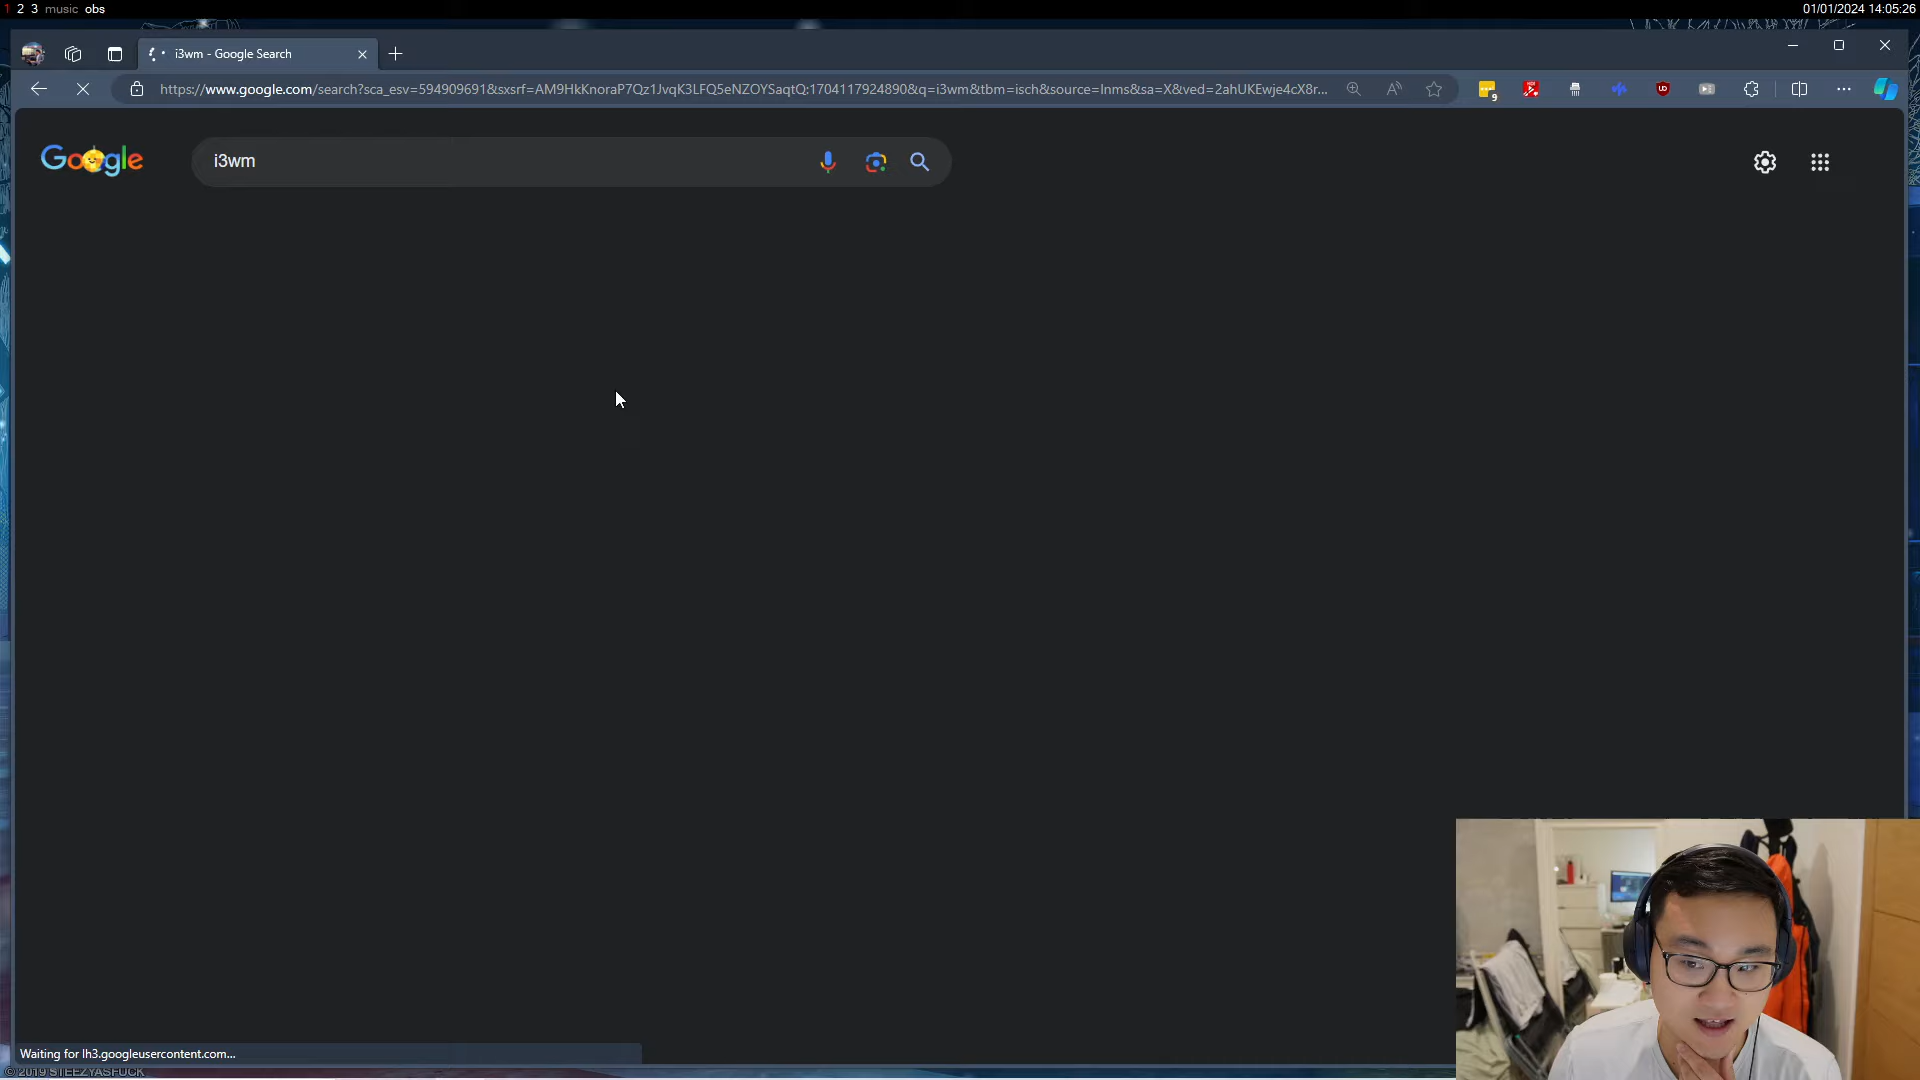 1 2 3 music obs
01/01/2024 14:05:26
i3wm - Google Search
https://www.google.com/search?sca_esv=594909691&sxsrf=AM9HkKnoraP7Qz1JvqK3LFQ5eNZOYSaqtQ:1704117924890&q=i3wm&tbm=isch&source=lnms&sa=X&ved=2ahUKEwje4cX8r...
9
Google
i3wm
Waiting for lh3.googleusercontent.com...
© 2019 STEEZYASFUCK